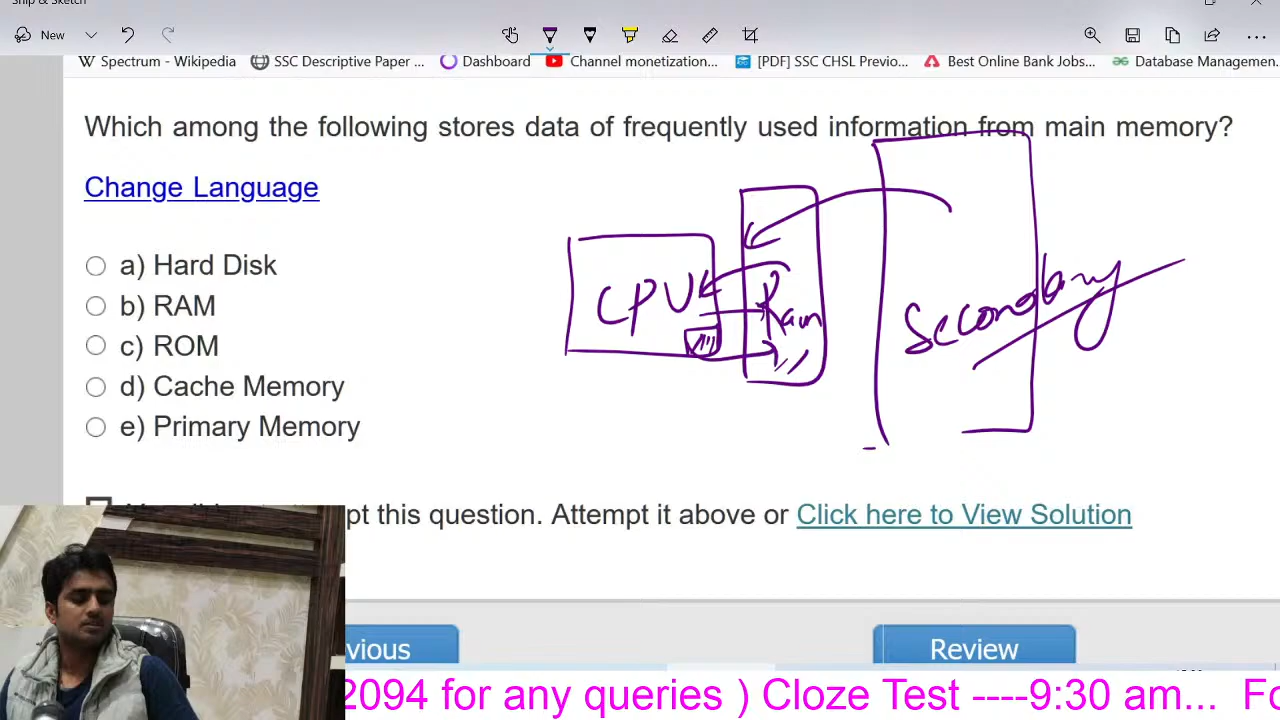 Snip & Sketch
New
Spectrum - Wikipedia SSC Descriptive Paper ... Dashboard Channel monetization... [PDF] SSC CHSL Previo... Best Online Bank Jobs... Database Managemen...
Which among the following stores data of frequently used information from main memory?
Change Language
a) Hard Disk
b) RAM
c) ROM
d) Cache Memory
e) Primary Memory
CPU
Ram
Secondary
pt this question. Attempt it above or Click here to View Solution
vious
Review
2094 for any queries ) Cloze Test ----9:30 am... Fo